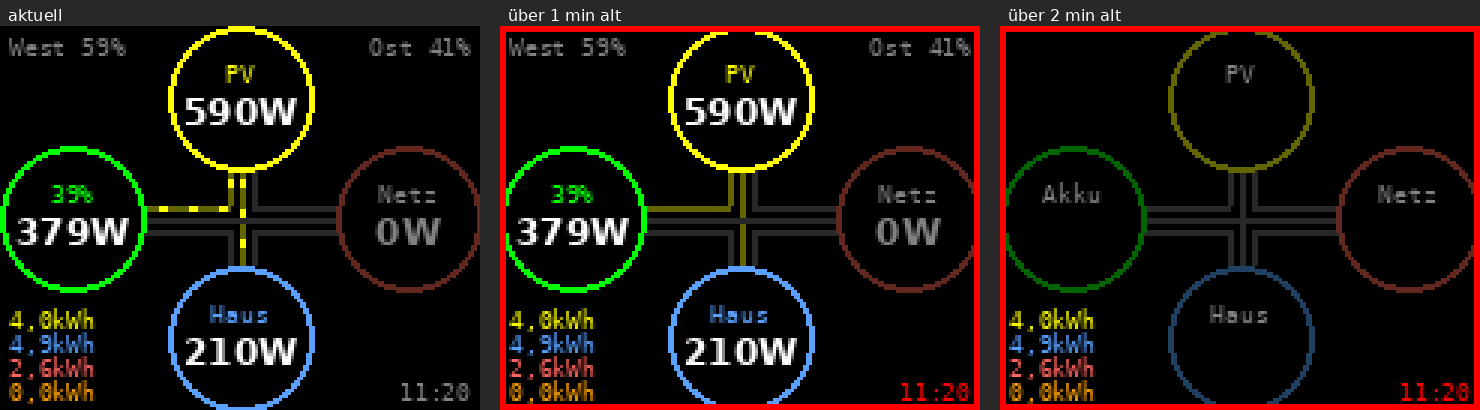 aktuell
West 59%
Ost 41%
PV
590W
39%
379W
Netz
0W
Haus
210W
4,0kWh
4,9kWh
2,6kWh
0,0kWh
11:20
über 1 min alt
West 59%
Ost 41%
PV
590W
39%
379W
Netz
0W
Haus
210W
4,0kWh
4,9kWh
2,6kWh
0,0kWh
11:20
über 2 min alt
PV
Akku
Netz
Haus
4,0kWh
4,9kWh
2,6kWh
0,0kWh
11:20